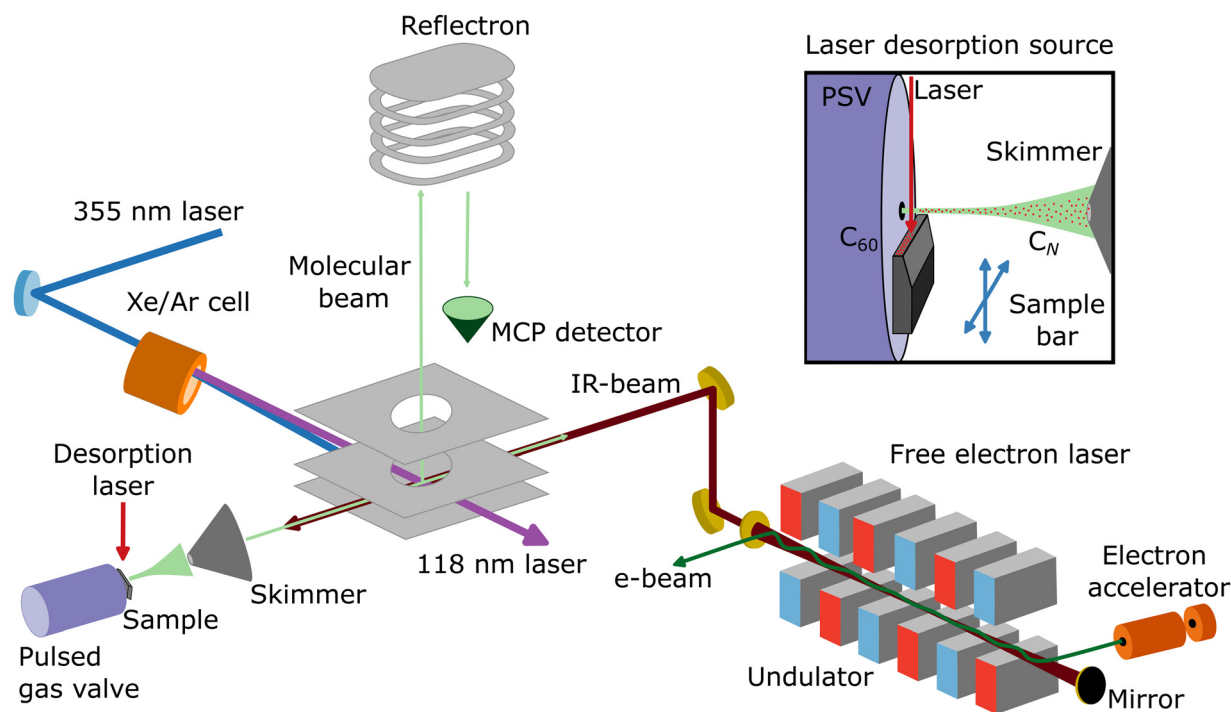 Reflectron
355 nm laser
Xe/Ar cell
Molecular
beam
MCP detector
IR-beam
Desorption
laser
118 nm laser
Skimmer
Sample
Pulsed
gas valve
Laser desorption source
PSV
Laser
Skimmer
C60
CN
Sample
bar
Free electron laser
e-beam
Electron
accelerator
Undulator
Mirror